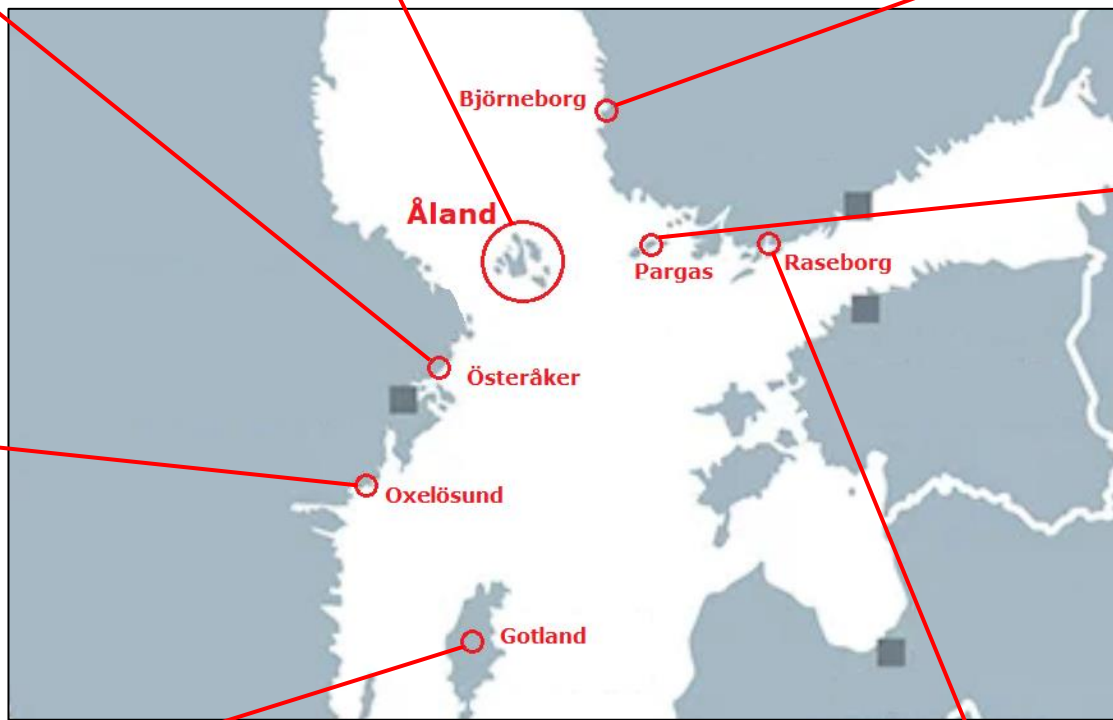 Björneborg
Åland
Pargas
Raseborg
Österåker
Oxelösund
Gotland